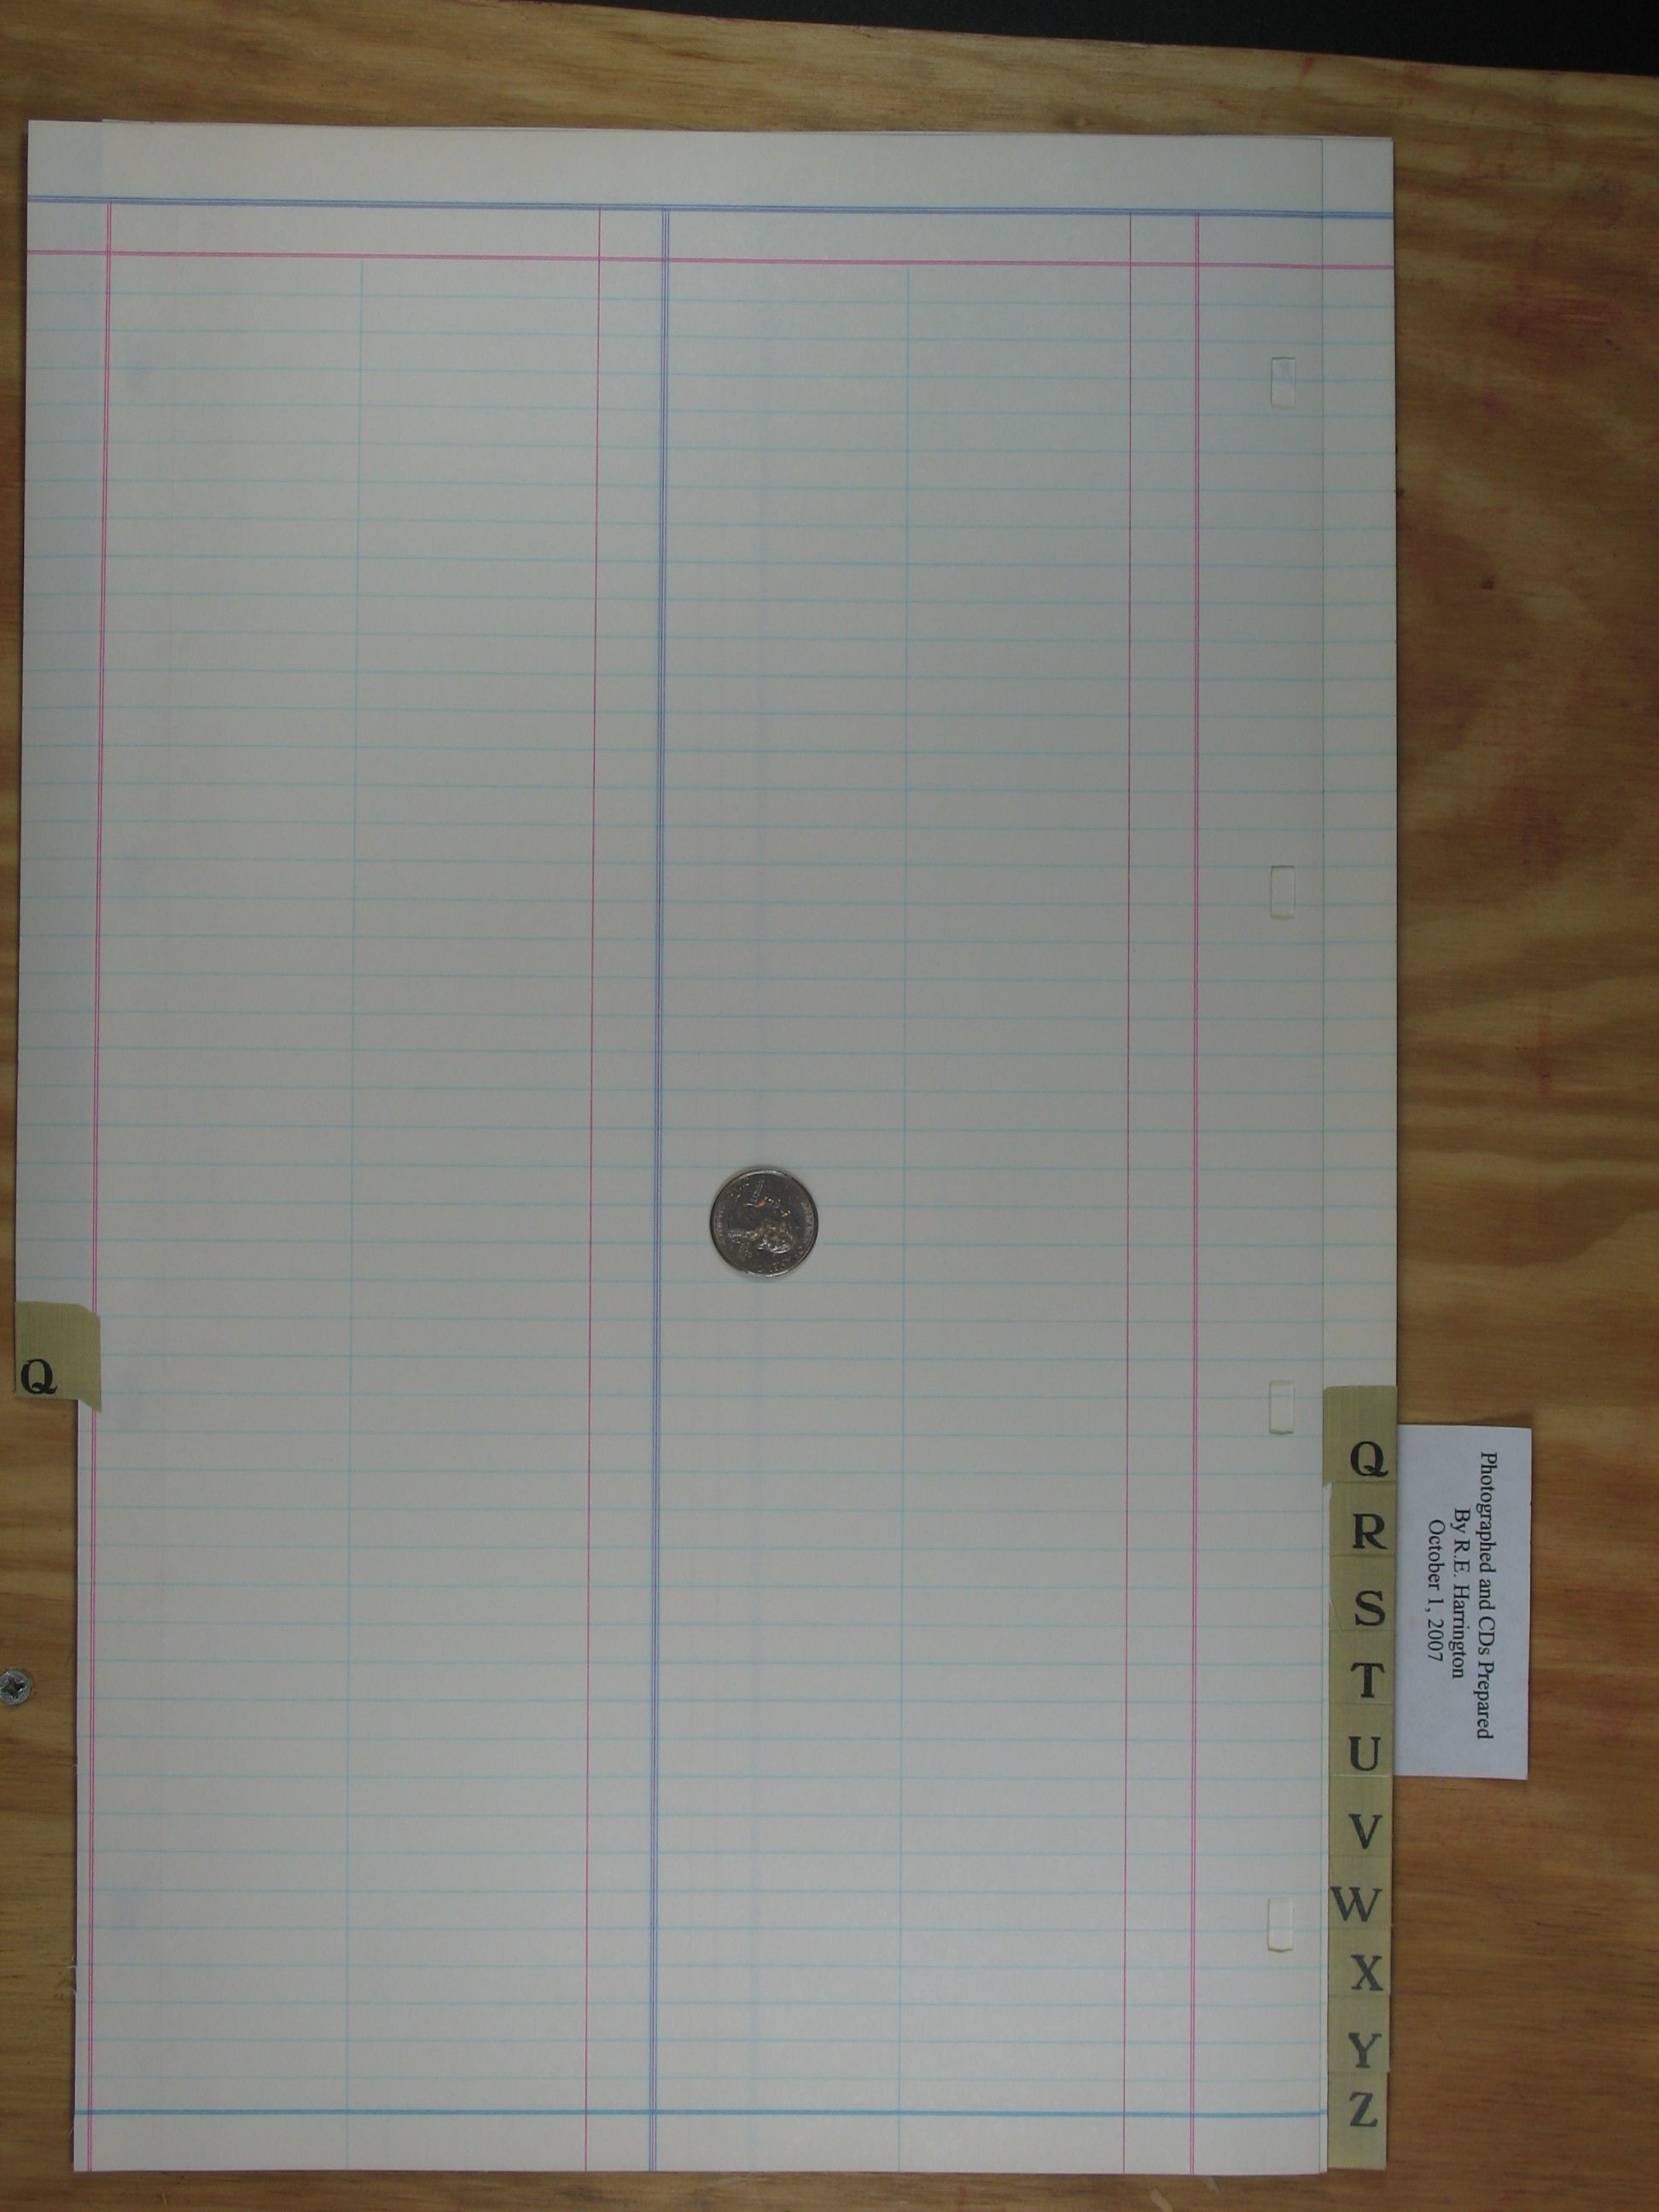 Q
Q
R
S
T
U
V
W
X
Y
Z
Photographed and CDs Prepared
By R.E. Harrington
October 1, 2007